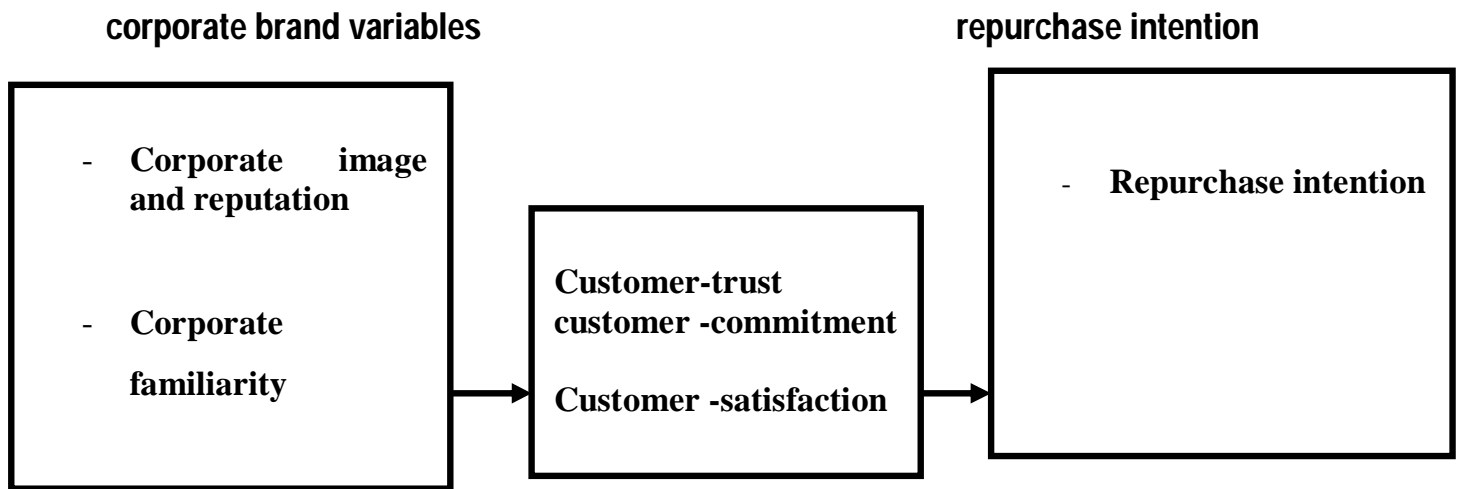 corporate brand variables
repurchase intention
- Corporate image
and reputation
- Corporate
familiarity
Customer-trust
customer -commitment
Customer -satisfaction
- Repurchase intention